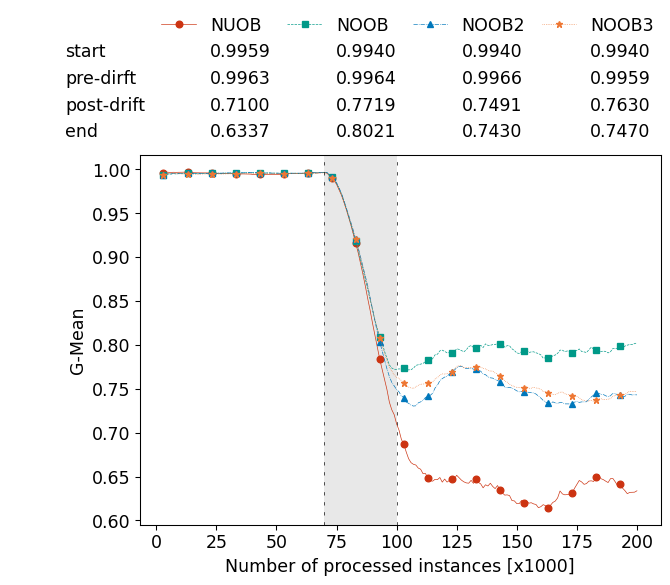 NUOB NOOB NOOB2 NOOB3
start 0.9959 0.9940 0.9940 0.9940
pre-dirft 0.9963 0.9964 0.9966 0.9959
post-drift 0.7100 0.7719 0.7491 0.7630
end 0.6337 0.8021 0.7430 0.7470
1.00
0.95
0.90
0.85
0.80
0.75
0.70
0.65
0.60
G-Mean
0 25 50 75 100 125 150 175 200
Number of processed instances [x1000]